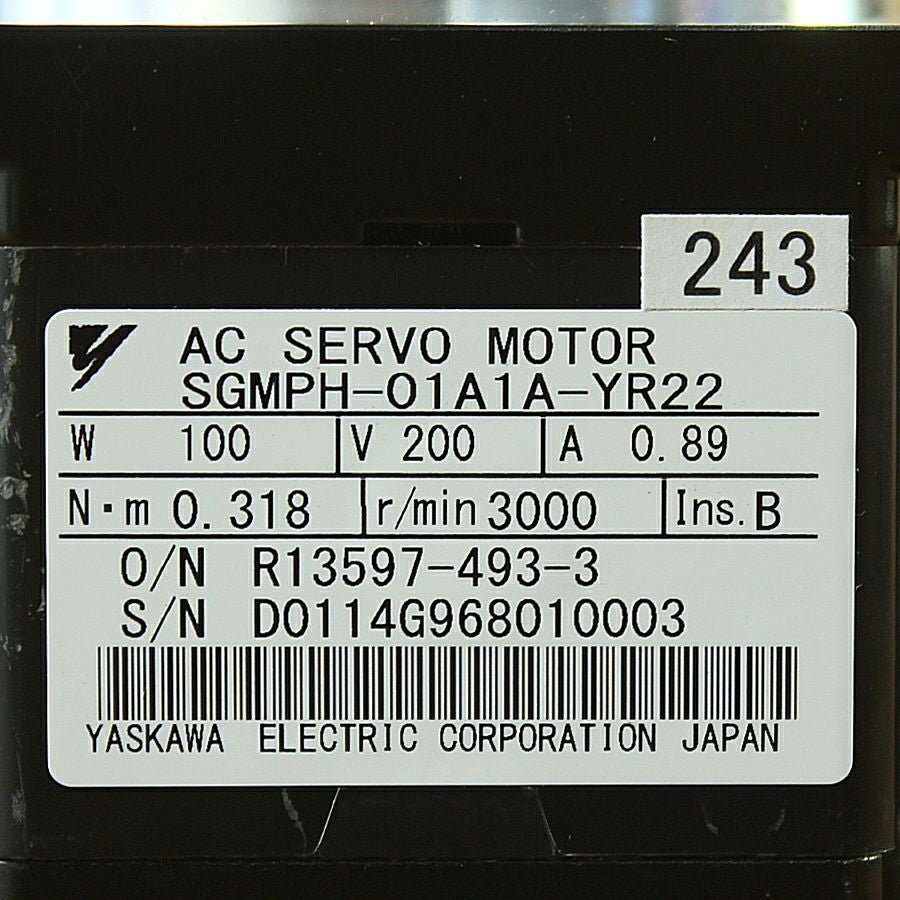 243
AC SERVO MOTOR
SGMPH-01A1A-YR22
W 100 V 200 A 0.89
N·m 0.318 r/min 3000 Ins. B
O/N R13597-493-3
S/N D0114G968010003
YASKAWA ELECTRIC CORPORATION JAPAN